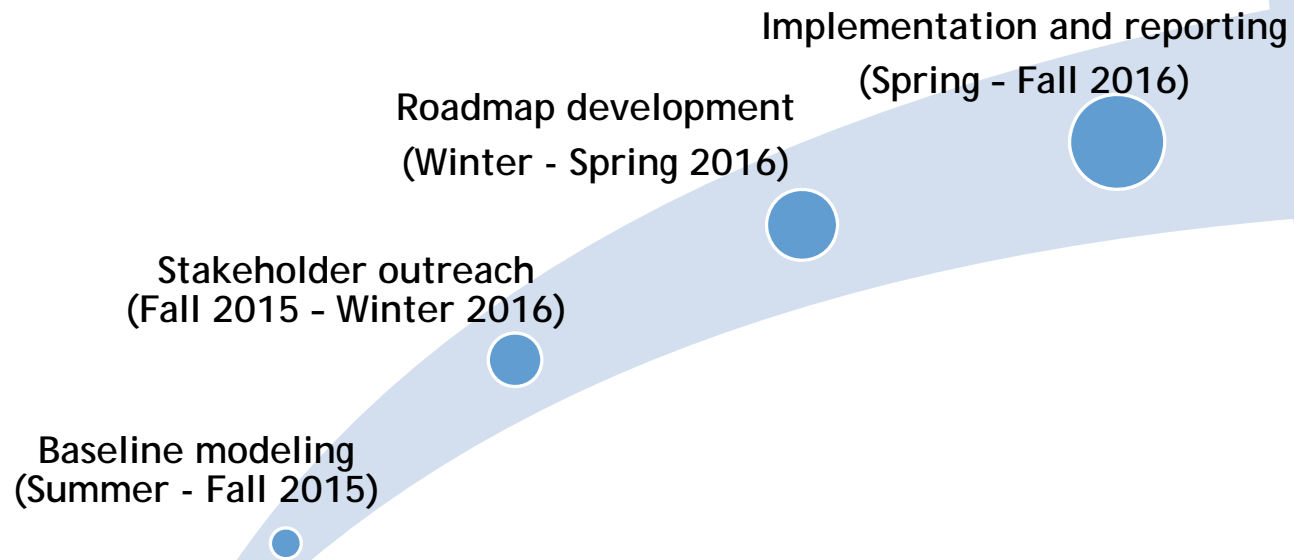 Implementation and reporting
(Spring – Fall 2016)
Roadmap development
(Winter - Spring 2016)
Stakeholder outreach
(Fall 2015 – Winter 2016)
Baseline modeling
(Summer - Fall 2015)